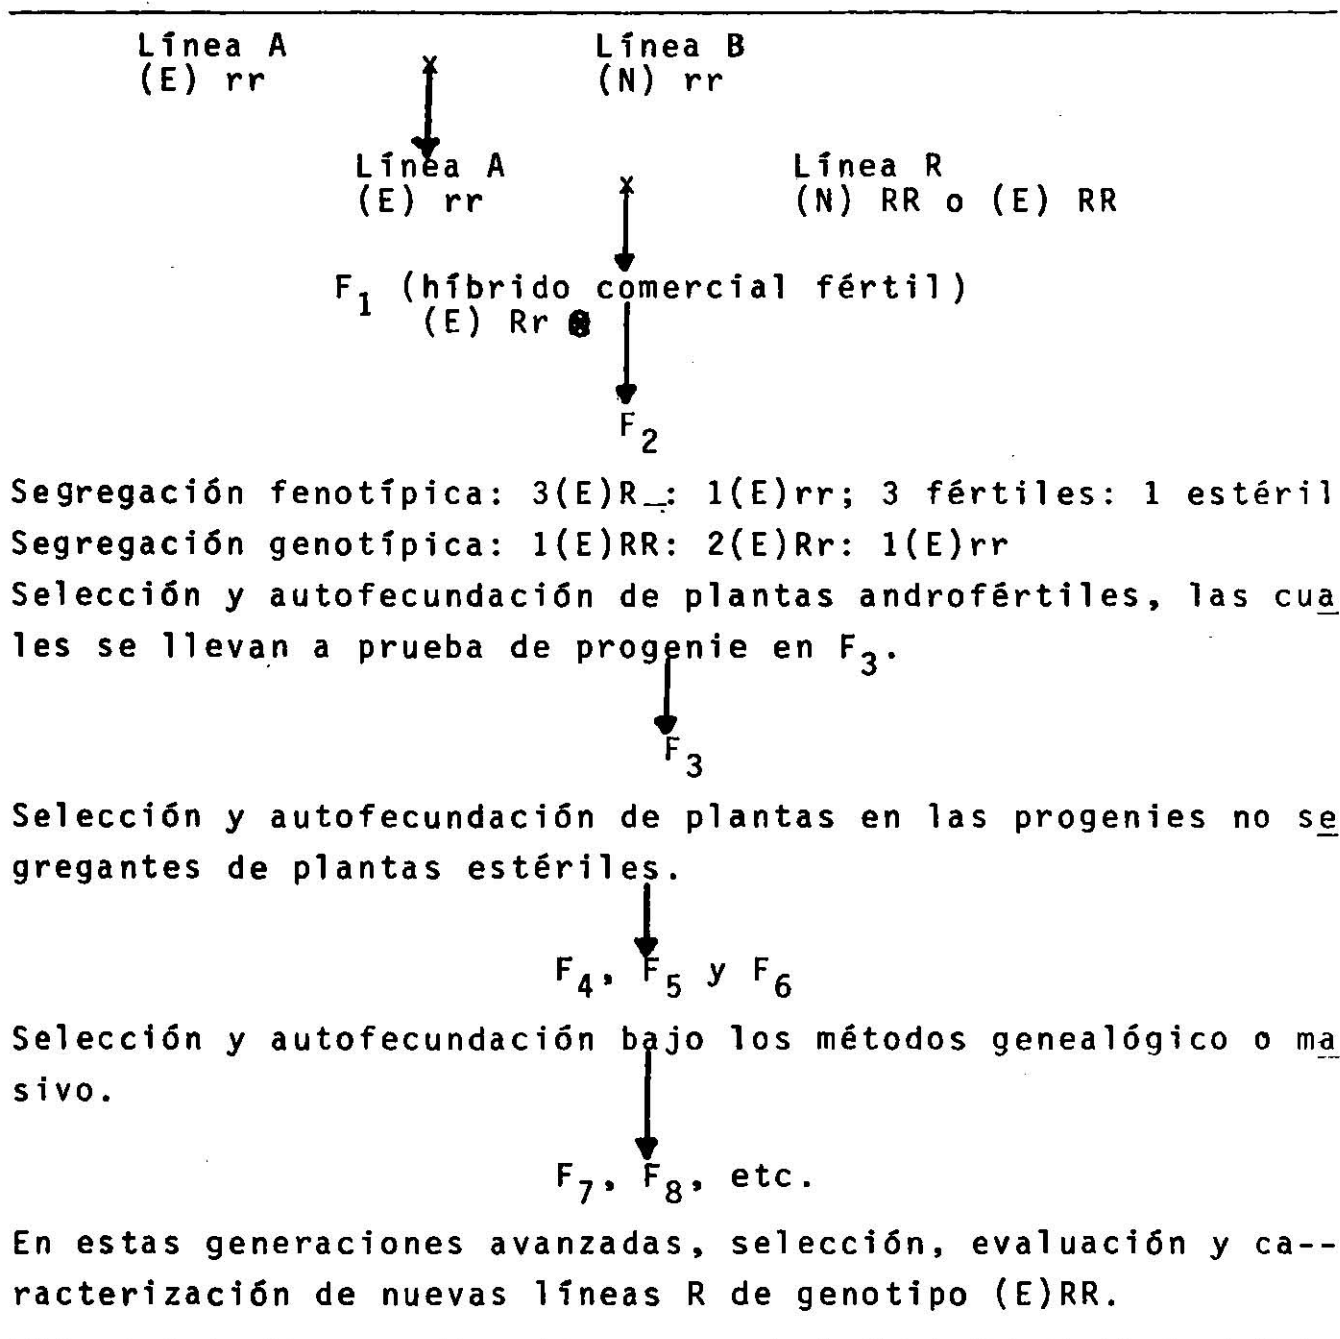 Línea A Línea B
(E) rr x (N) rr
Línea A Línea R
(E) rr x (N) RR o (E) RR
F1 (híbrido comercial fértil)
(E) Rr ⊗
F2
Segregación fenotípica: 3(E)R_: 1(E)rr; 3 fértiles: 1 estéril
Segregación genotípica: 1(E)RR: 2(E)Rr: 1(E)rr
Selección y autofecundación de plantas androfértiles, las cua
les se llevan a prueba de progenie en F3.
F3
Selección y autofecundación de plantas en las progenies no se
gregantes de plantas estériles.
F4, F5 y F6
Selección y autofecundación bajo los métodos genealógico o ma
sivo.
F7, F8, etc.
En estas generaciones avanzadas, selección, evaluación y ca--
racterización de nuevas líneas R de genotipo (E)RR.